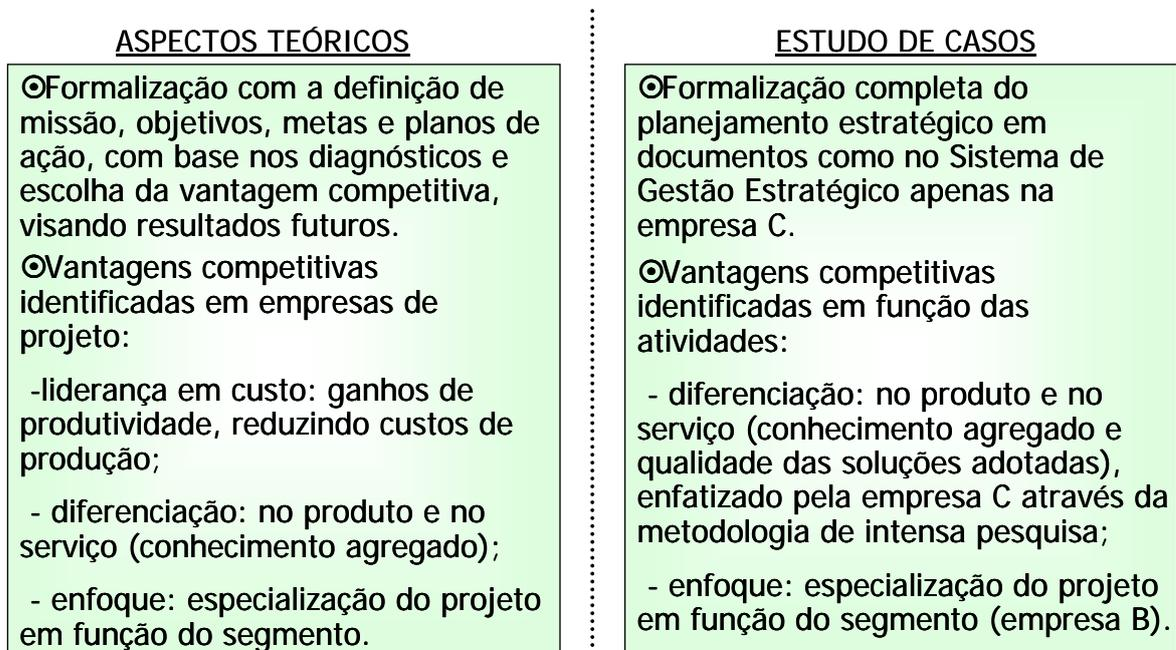 ASPECTOS TEÓRICOS
⊙Formalização com a definição de
missão, objetivos, metas e planos de
ação, com base nos diagnósticos e
escolha da vantagem competitiva,
visando resultados futuros.
⊙Vantagens competitivas
identificadas em empresas de
projeto:
-liderança em custo: ganhos de
produtividade, reduzindo custos de
produção;
- diferenciação: no produto e no
serviço (conhecimento agregado);
- enfoque: especialização do projeto
em função do segmento.
ESTUDO DE CASOS
⊙Formalização completa do
planejamento estratégico em
documentos como no Sistema de
Gestão Estratégico apenas na
empresa C.
⊙Vantagens competitivas
identificadas em função das
atividades:
- diferenciação: no produto e no
serviço (conhecimento agregado e
qualidade das soluções adotadas),
enfatizado pela empresa C através da
metodologia de intensa pesquisa;
- enfoque: especialização do projeto
em função do segmento (empresa B).